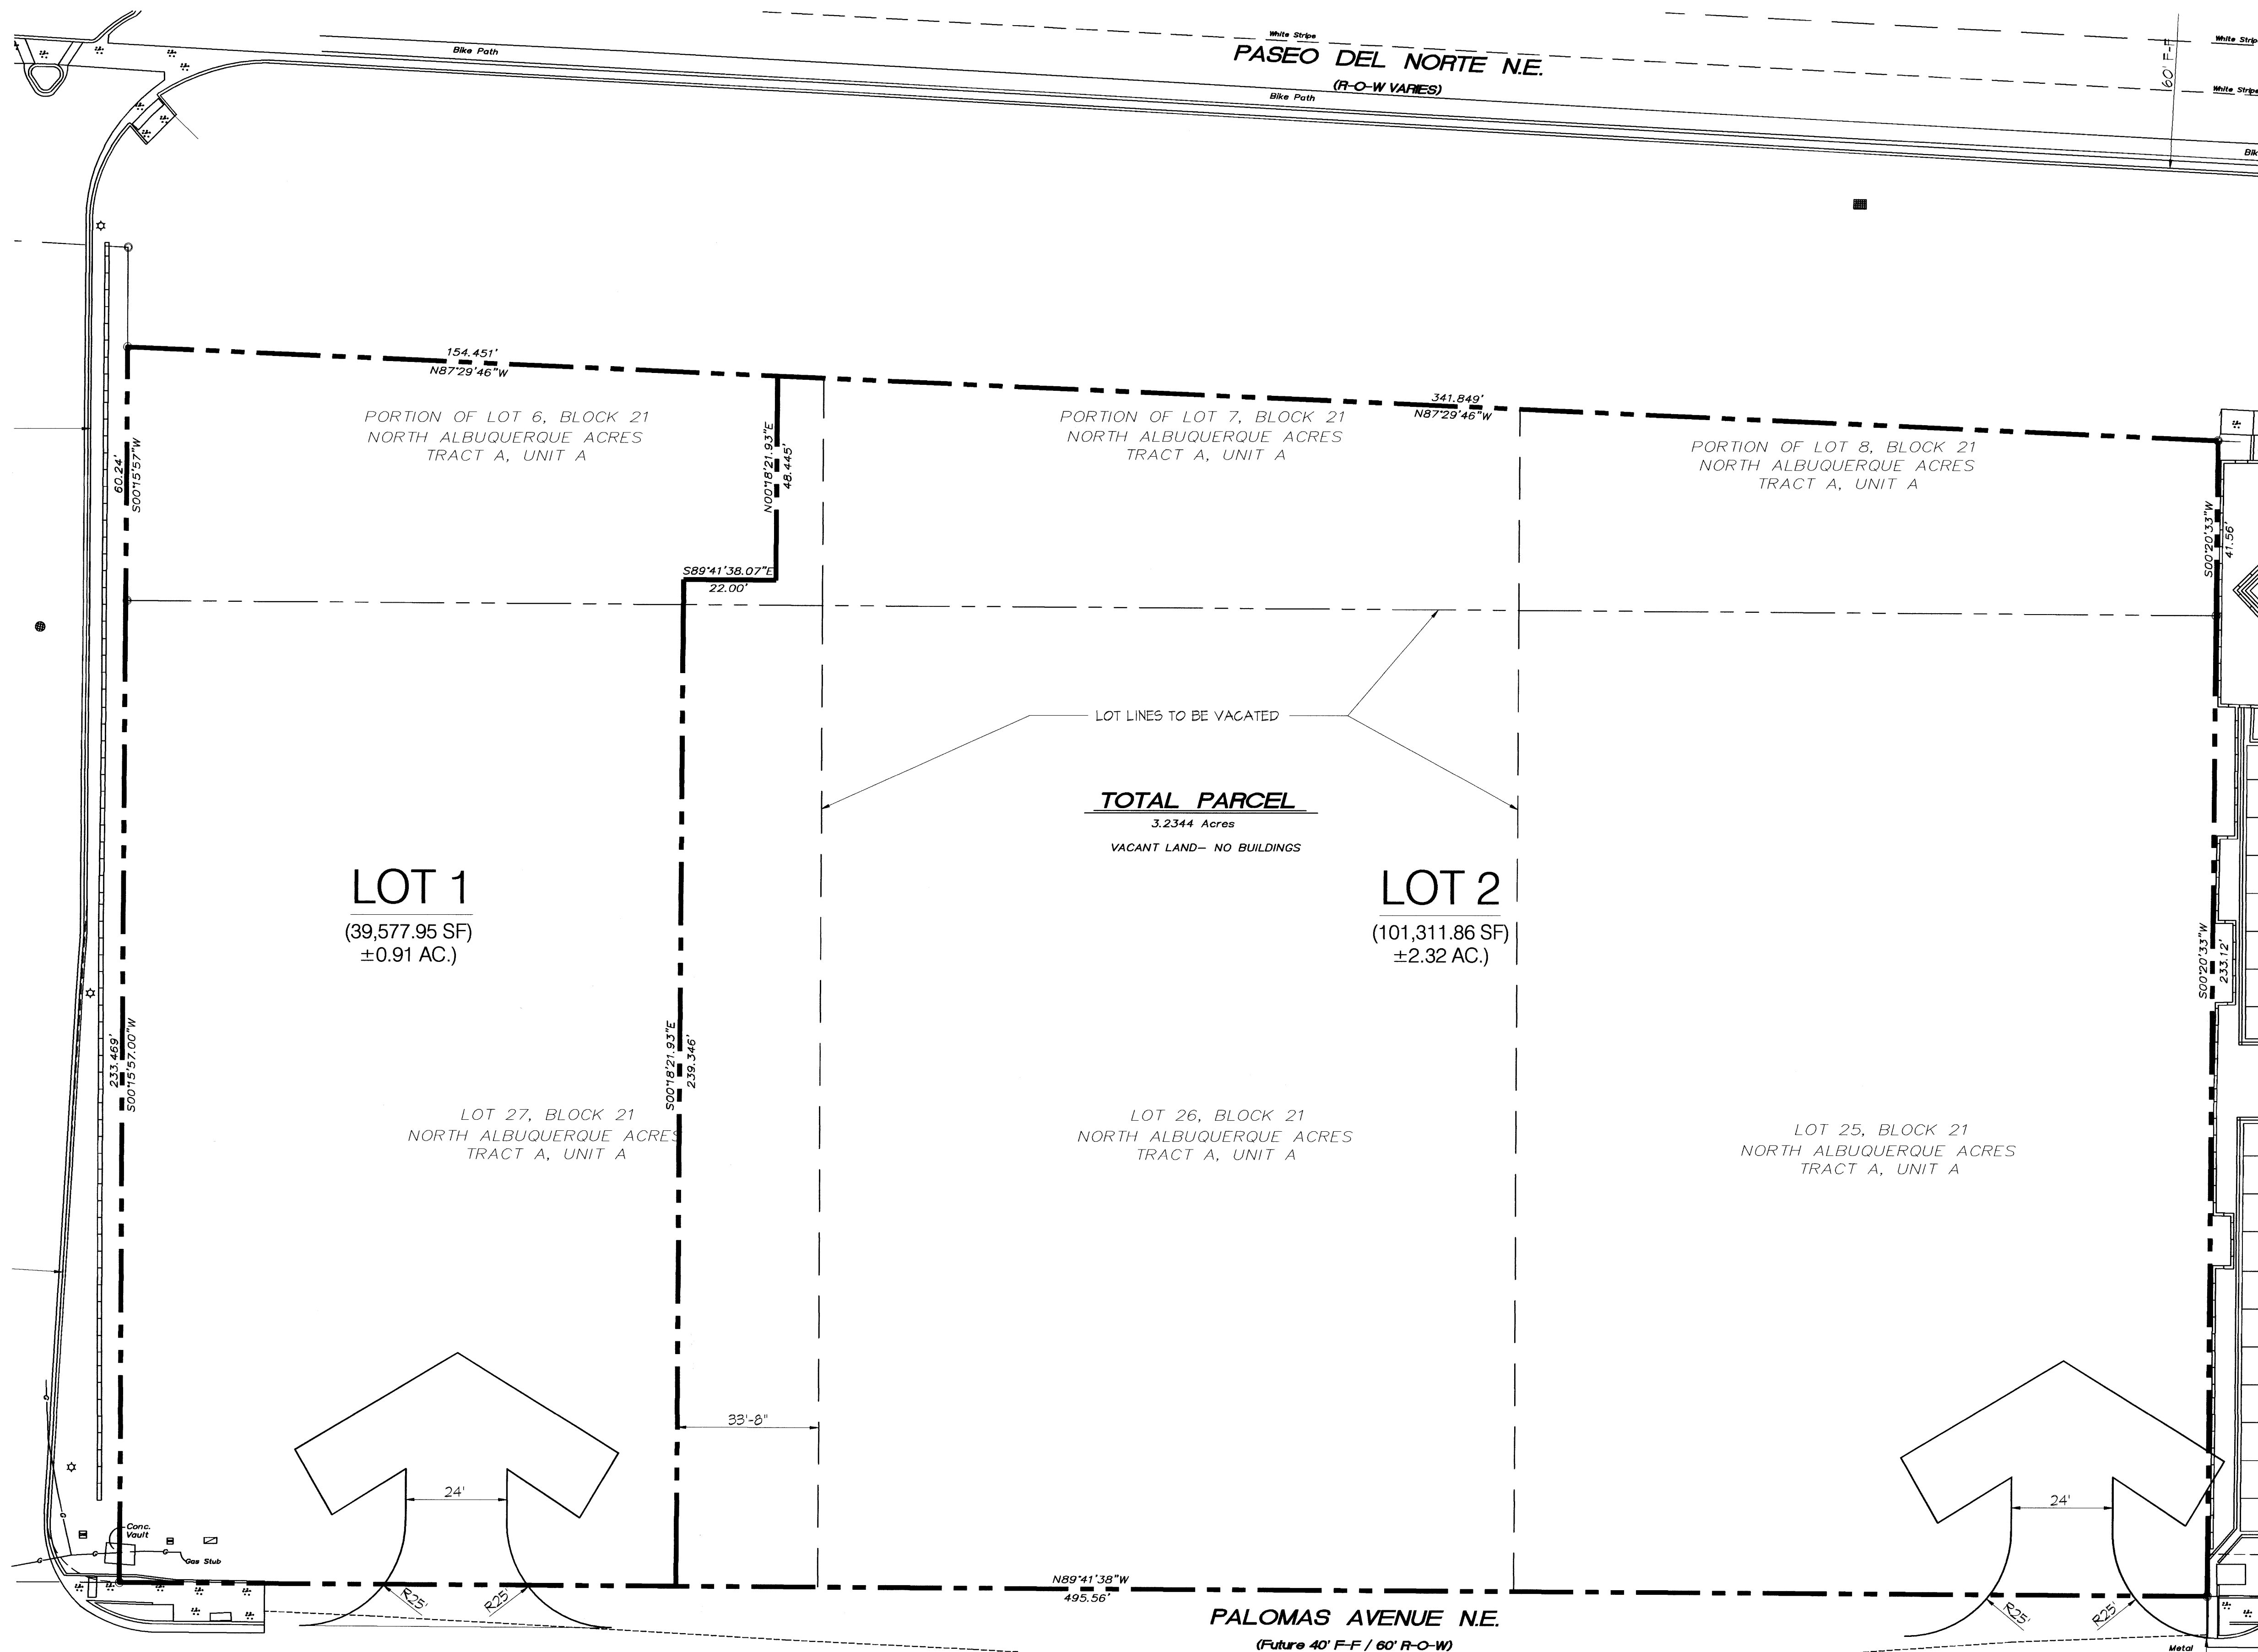 White Stripe
White Strip
Bike Path
PASEO DEL NORTE N.E.
60' F-F
(R-O-W VARIES)
White Stripe
Bike Path
Bik
154.451'
N87°29'46"W
341.849'
N87°29'46"W
PORTION OF LOT 6, BLOCK 21
NORTH ALBUQUERQUE ACRES
TRACT A, UNIT A
PORTION OF LOT 7, BLOCK 21
NORTH ALBUQUERQUE ACRES
TRACT A, UNIT A
PORTION OF LOT 8, BLOCK 21
NORTH ALBUQUERQUE ACRES
TRACT A, UNIT A
60.24'
S00°15'57"W
N00°18'21.93"E
48.445'
S00°20'33"W
41.56'
S89°41'38.07"E
22.00'
LOT LINES TO BE VACATED
TOTAL PARCEL
3.2344 Acres
VACANT LAND- NO BUILDINGS
LOT 1
(39,577.95 SF)
±0.91 AC.)
LOT 2
(101,311.86 SF)
±2.32 AC.)
S00°20'33"W
233.12'
233.469'
S00°15'57.00"W
S00°18'21.93"E
239.346'
LOT 27, BLOCK 21
NORTH ALBUQUERQUE ACRES
TRACT A, UNIT A
LOT 26, BLOCK 21
NORTH ALBUQUERQUE ACRES
TRACT A, UNIT A
LOT 25, BLOCK 21
NORTH ALBUQUERQUE ACRES
TRACT A, UNIT A
33'-8"
24'
24'
Conc.
Vault
G
G
G
Gas Stub
R25'
R25'
N89°41'38"W
495.56'
R25'
R25'
PALOMAS AVENUE N.E.
(Future 40' F-F / 60' R-O-W)
Metal